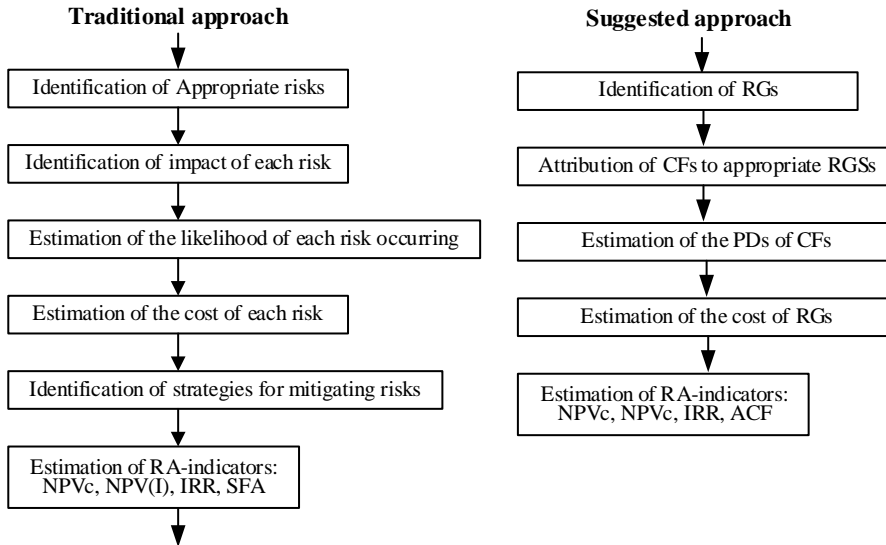 Traditional approach
Identification of Appropriate risks
Identification of impact of each risk
Estimation of the likelihood of each risk occurring
Estimation of the cost of each risk
Identification of strategies for mitigating risks
Estimation of RA-indicators:
NPVc, NPV(I), IRR, SFA
Suggested approach
Identification of RGs
Attribution of CFs to appropriate RGSs
Estimation of the PDs of CFs
Estimation of the cost of RGs
Estimation of RA-indicators:
NPVc, NPVc, IRR, ACF